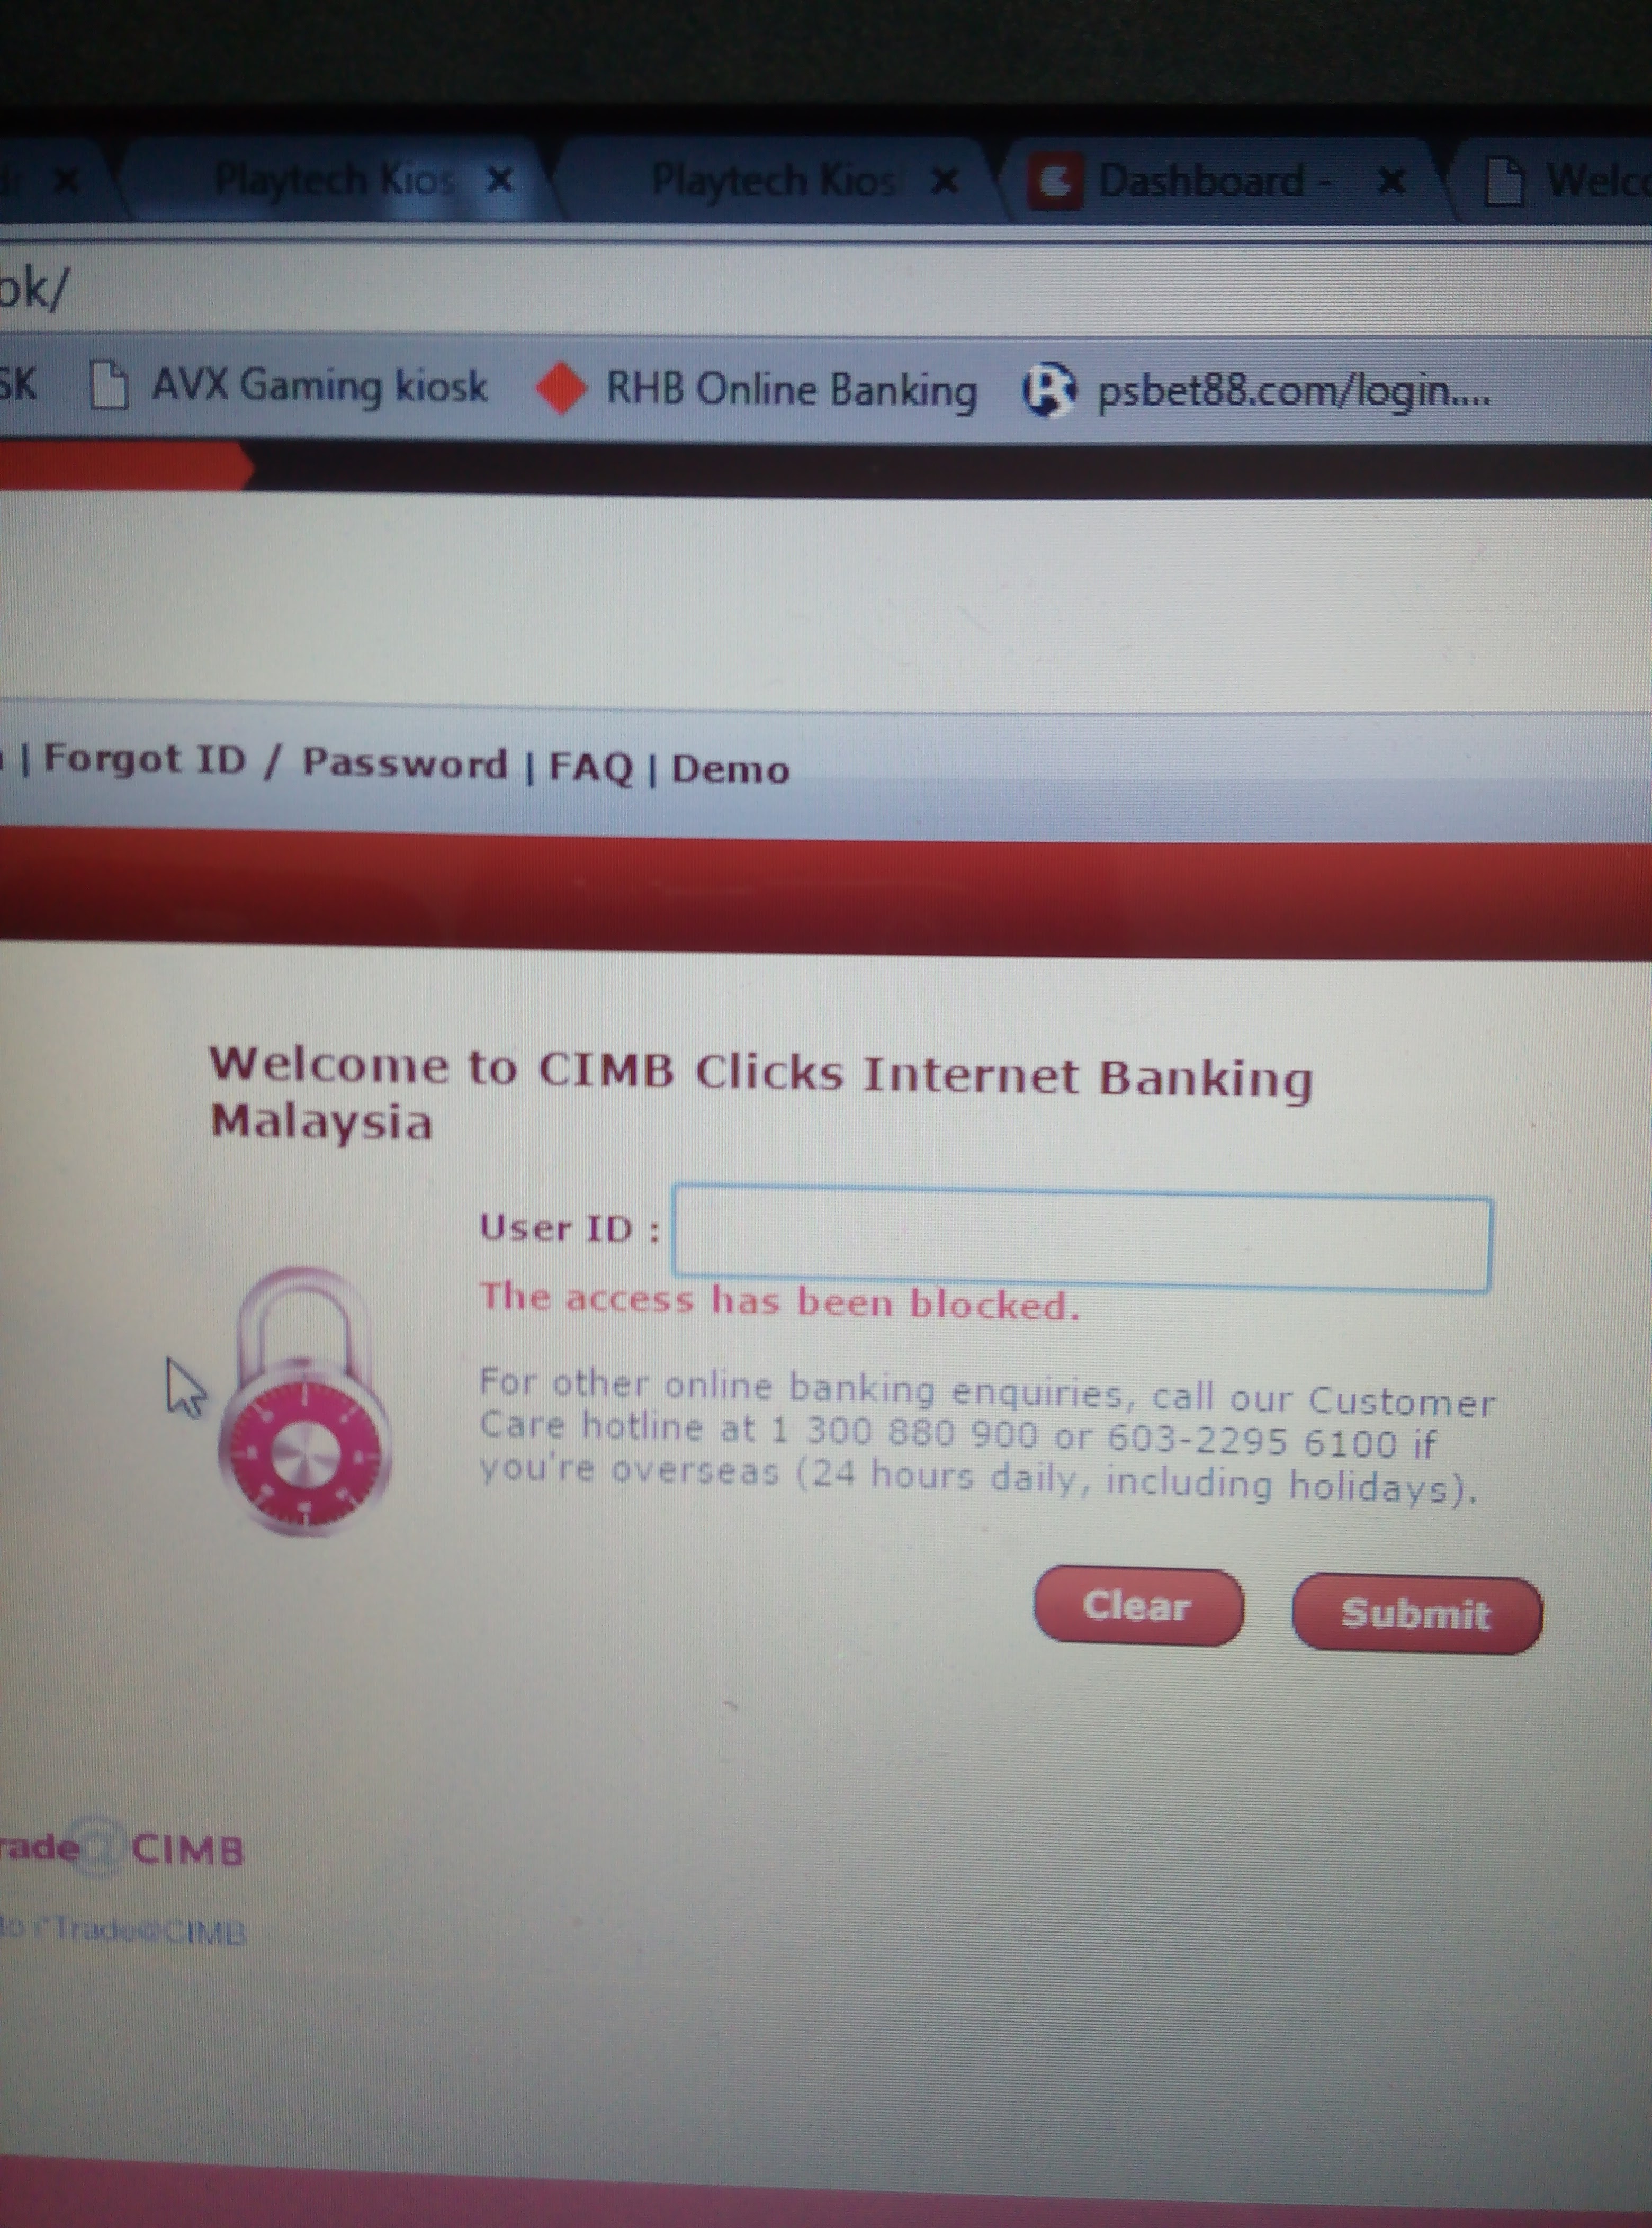 Playtech Kios
Playtech Kios
Dashboard -
Welc
ok/
SK
AVX Gaming kiosk
RHB Online Banking
psbet88.com/login....
| Forgot ID / Password | FAQ | Demo
Welcome to CIMB Clicks Internet Banking
Malaysia
User ID :
The access has been blocked.
For other online banking enquiries, call our Customer
Care hotline at 1 300 880 900 or 603-2295 6100 if
you're overseas (24 hours daily, including holidays).
Clear
Submit
rade@CIMB
to i*Trade@CIMB